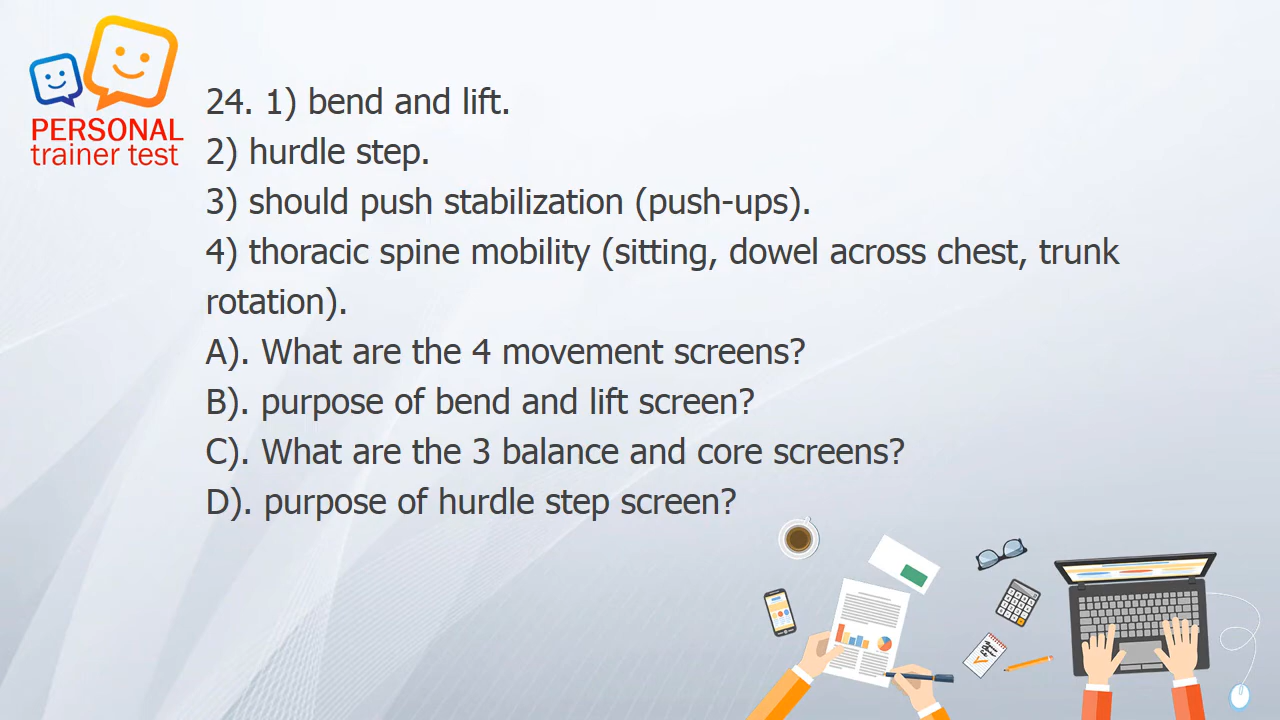 PERSONAL
trainer test
24. 1) bend and lift.
2) hurdle step.
3) should push stabilization (push-ups).
4) thoracic spine mobility (sitting, dowel across chest, trunk
rotation).
A). What are the 4 movement screens?
B). purpose of bend and lift screen?
C). What are the 3 balance and core screens?
D). purpose of hurdle step screen?